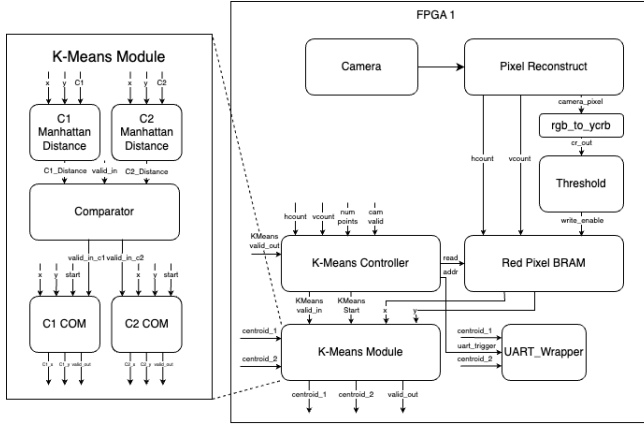 FPGA 1
K-Means Module
x
y
C1
x
y
C2
C1
Manhattan
Distance
C2
Manhattan
Distance
C1_Distance
valid_in
C2_Distance
Comparator
valid_in_c1
valid_in_c2
x
y
start
x
y
start
C1 COM
C2 COM
C1_x
C1_y
valid_out
C2_x
C2_y
valid_out
Camera
Pixel Reconstruct
camera_pixel
rgb_to_ycrb
cr_out
Threshold
write_enable
hcount
vcount
hcount
vcount
num
points
cam
valid
KMeans
valid_out
K-Means Controller
read
addr
Red Pixel BRAM
KMeans
valid_in
KMeans
Start
x
y
centroid_1
centroid_2
K-Means Module
centroid_1
uart_trigger
centroid_2
UART_Wrapper
centroid_1
centroid_2
valid_out